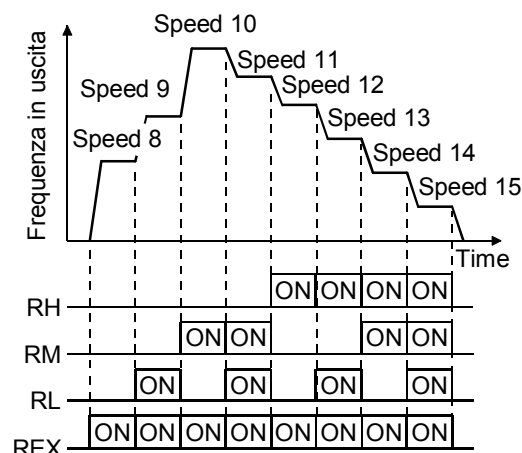 Speed 10
Speed 11
Speed 9
Speed 12
Speed 8
Speed 13
Speed 14
Speed 15
Frequenza in uscita
Time
RH ON ON ON ON
RM ON ON ON ON
RL ON ON ON ON
REX ON ON ON ON ON ON ON ON